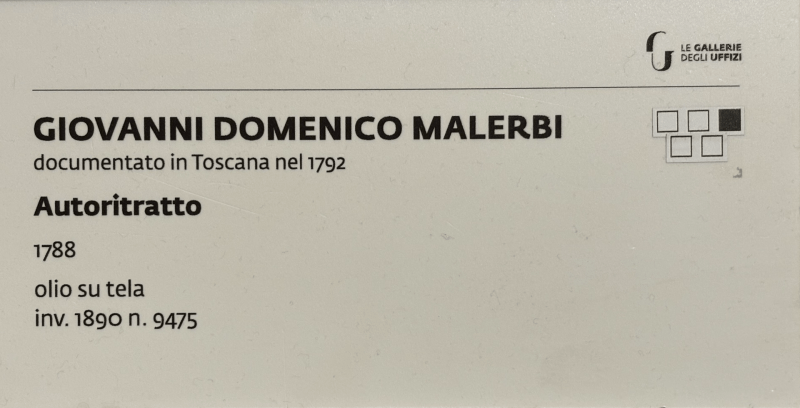 LE GALLERIE
DEGLI UFFIZI
GIOVANNI DOMENICO MALERBI
documentato in Toscana nel 1792
Autoritratto
1788
olio su tela
inv. 1890 n. 9475